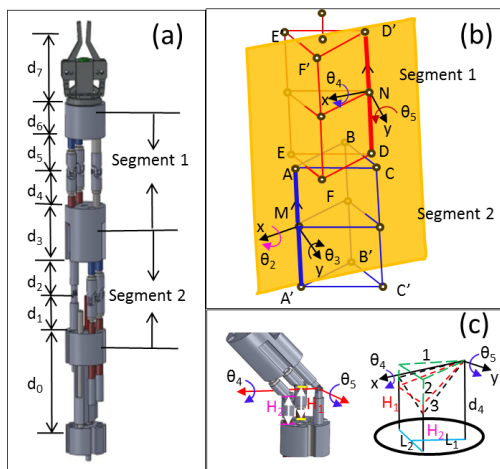 (a)
d7
d6
d5
d4
d3
d2
d1
d0
Segment 1
Segment 2
(b)
E
D'
F'
θ4
x
N
Segment 1
θ5
y
B
E
D
A
C
F
Segment 2
M
x
θ2
θ3
y
B'
A'
C'
(c)
θ4
θ5
H2
H1
θ4
x
1
θ5
y
2
H1
3
d4
H2
L2
L1